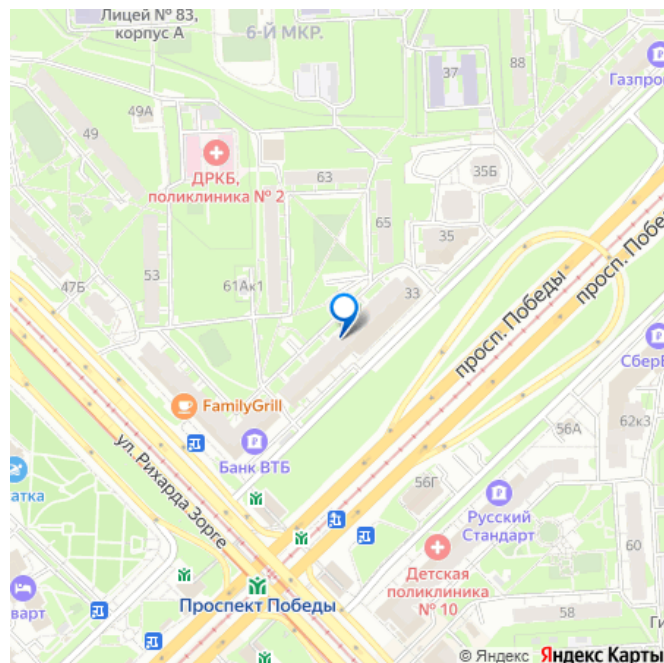 Лицей № 83,
корпус А
6-Й МКР.
37
88
Газпро
49А
49
ДРКБ,
поликлиника № 2
63
35Б
65
35
47Б
53
61Ак1
33
просп. Победы
просп. Побе
СберБ
FamilyGrill
Банк ВТБ
56А
62к3
ул. Рихарда Зорге
56Г
Русский
Стандарт
атка
60
Детская
поликлиника
№ 10
Проспект Победы
варт
58
Ги
© Яндекс Яндекс Карты